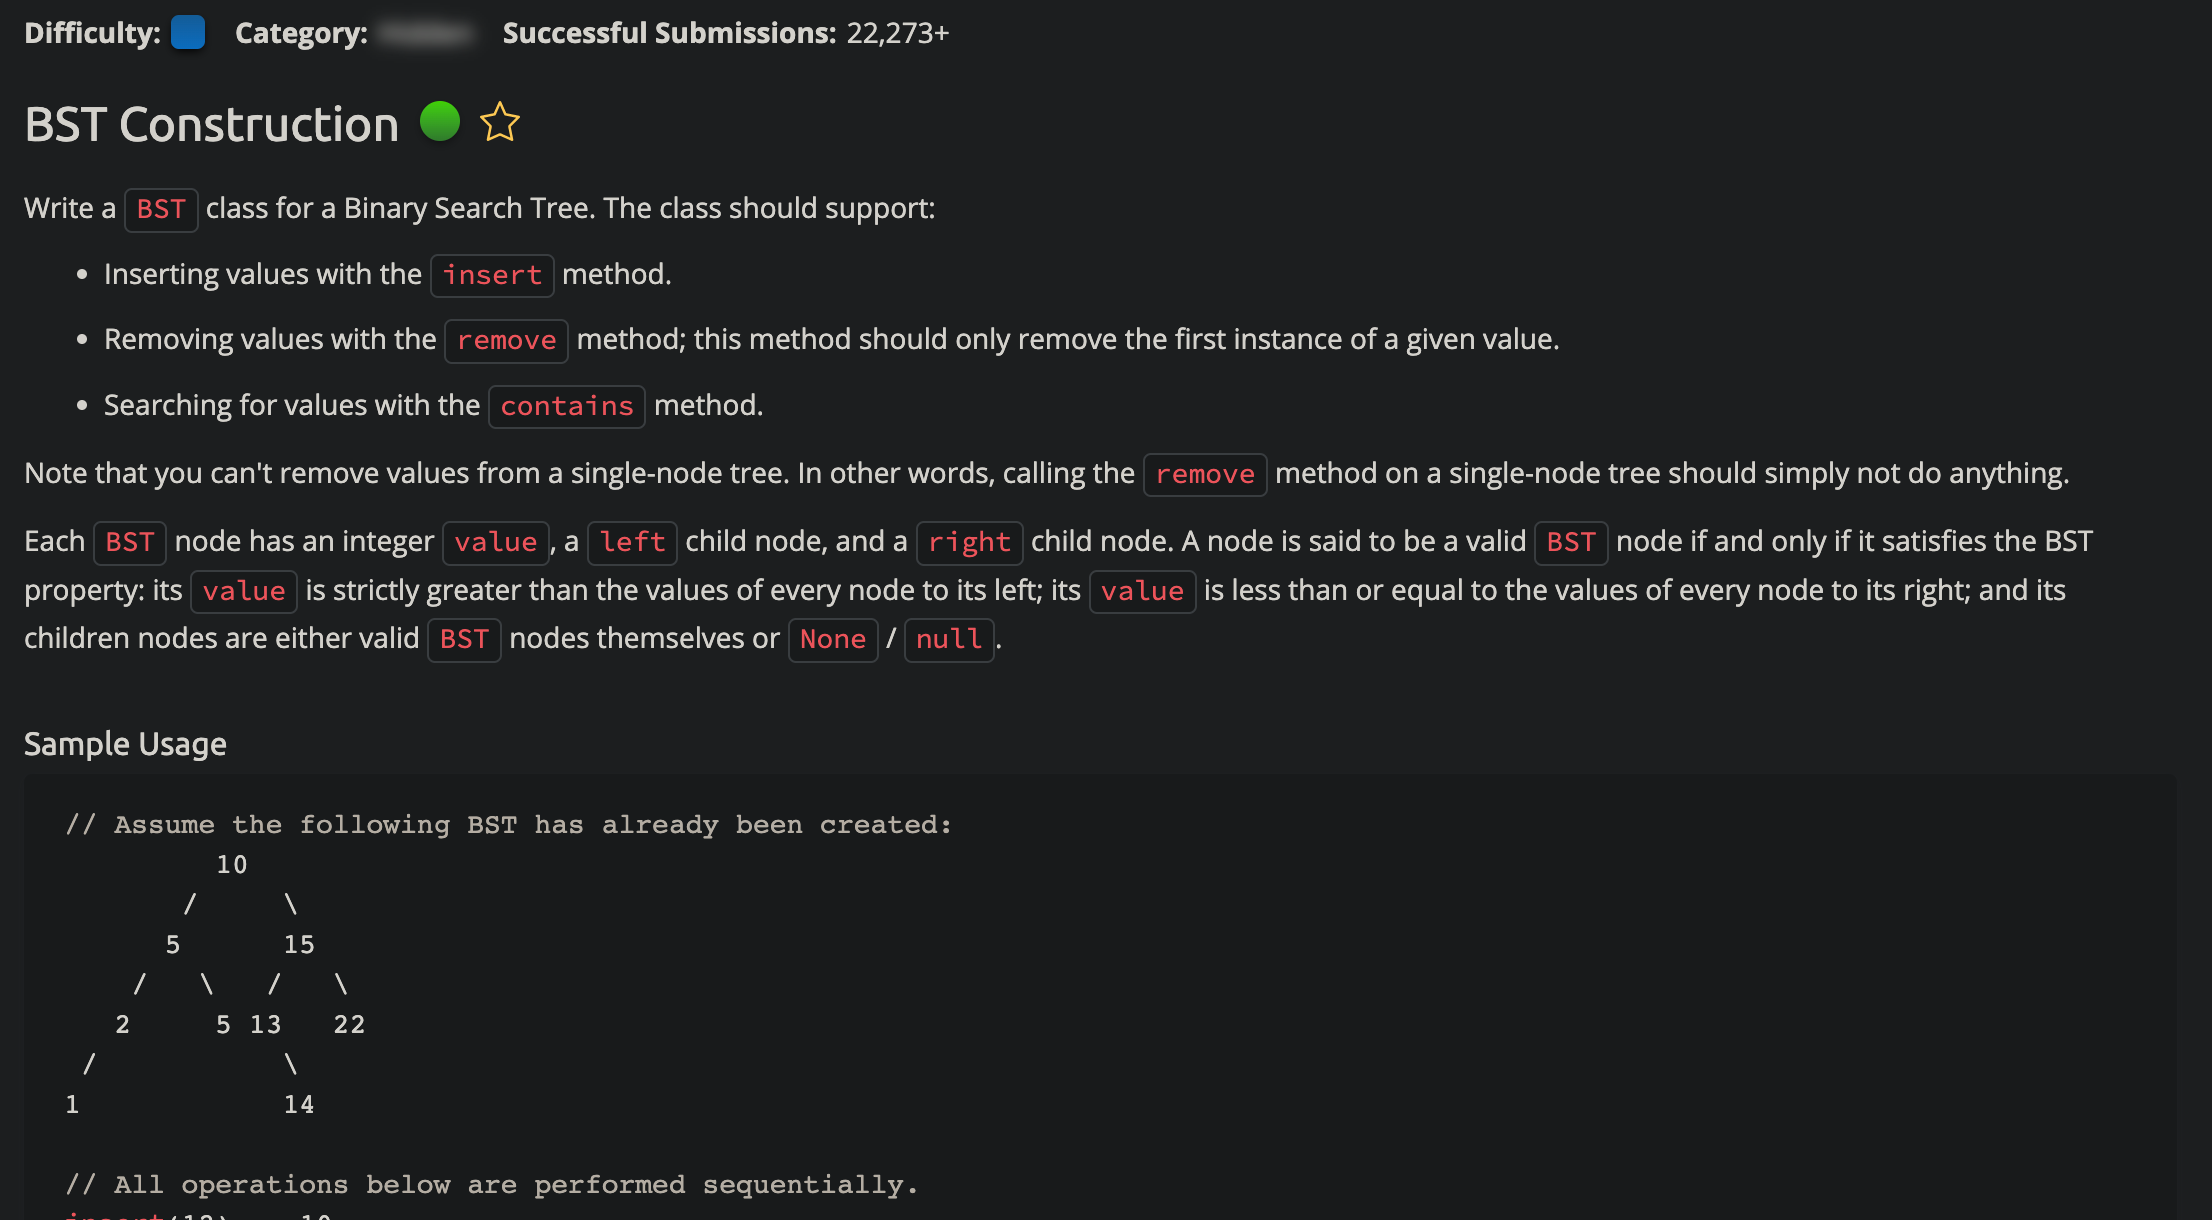 Difficulty: Category: Successful Submissions: 22,273+
BST Construction
Write a BST class for a Binary Search Tree. The class should support:
• Inserting values with the insert method.
• Removing values with the remove method; this method should only remove the first instance of a given value.
• Searching for values with the contains method.
Note that you can't remove values from a single-node tree. In other words, calling the remove method on a single-node tree should simply not do anything.
Each BST node has an integer value, a left child node, and a right child node. A node is said to be a valid BST node if and only if it satisfies the BST
property: its value is strictly greater than the values of every node to its left; its value is less than or equal to the values of every node to its right; and its
children nodes are either valid BST nodes themselves or None / null.
Sample Usage
// Assume the following BST has already been created:
10
/ \
5 15
/ \ / \
2 5 13 22
/ \
1 14
// All operations below are performed sequentially.